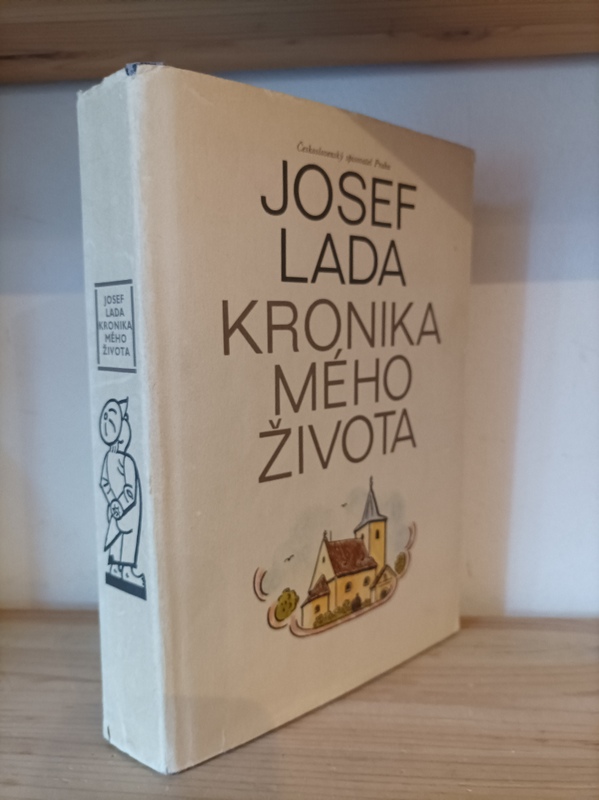 Československý spisovatel Praha
JOSEF
LADA
KRONIKA
MÉHO
ŽIVOTA
JOSEF
LADA
KRONIKA
MÉHO
ŽIVOTA